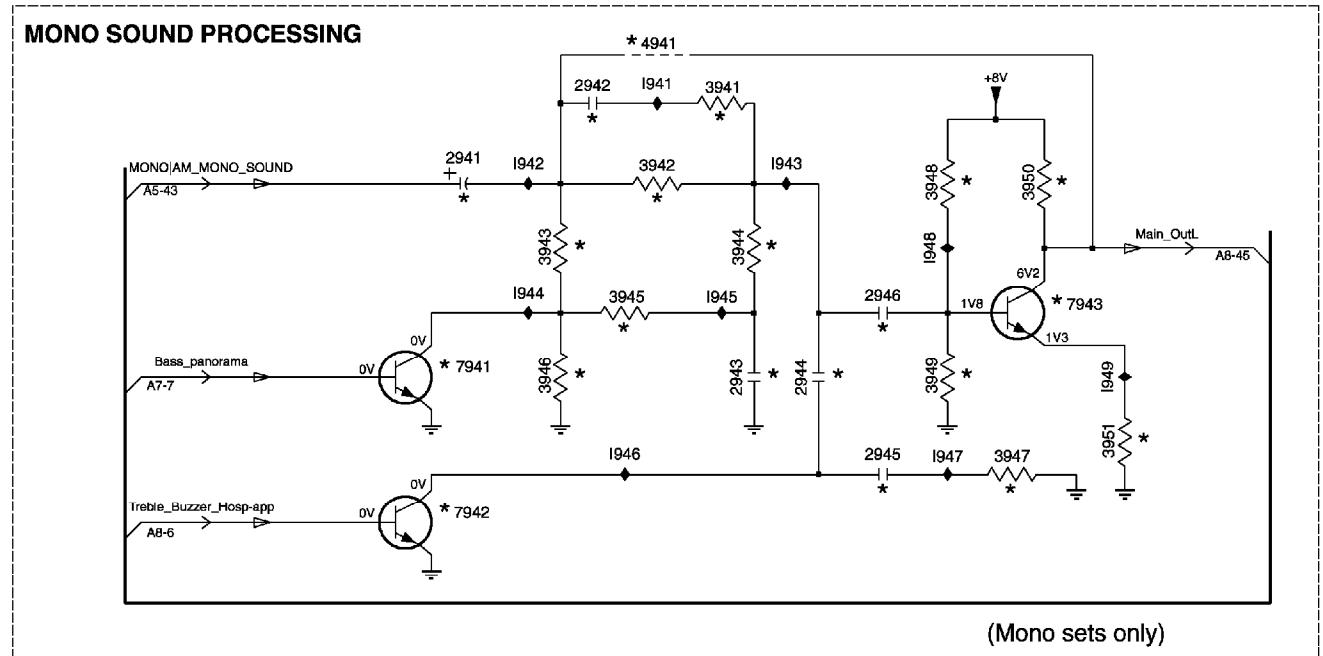 MONO SOUND PROCESSING
* 4941
+8V
2942 I941 3941
* *
MONO|AM_MONO_SOUND
A5-43
2941 I942 3942 I943
+
* *
3948 * 3950 *
3943 * 3944 *
I948
Main_OutL
A8-45
6V2
I944 3945 I945
*
2946
*
1V8
* 7943
1V3
Bass_panorama
A7-7
0V
0V
* 7941
3946 * 2943 * 2944 * 3949 *
I949
3951 *
I946
2945 I947 3947
* *
Treble_Buzzer_Hosp-app
A8-6
0V
0V
* 7942
(Mono sets only)